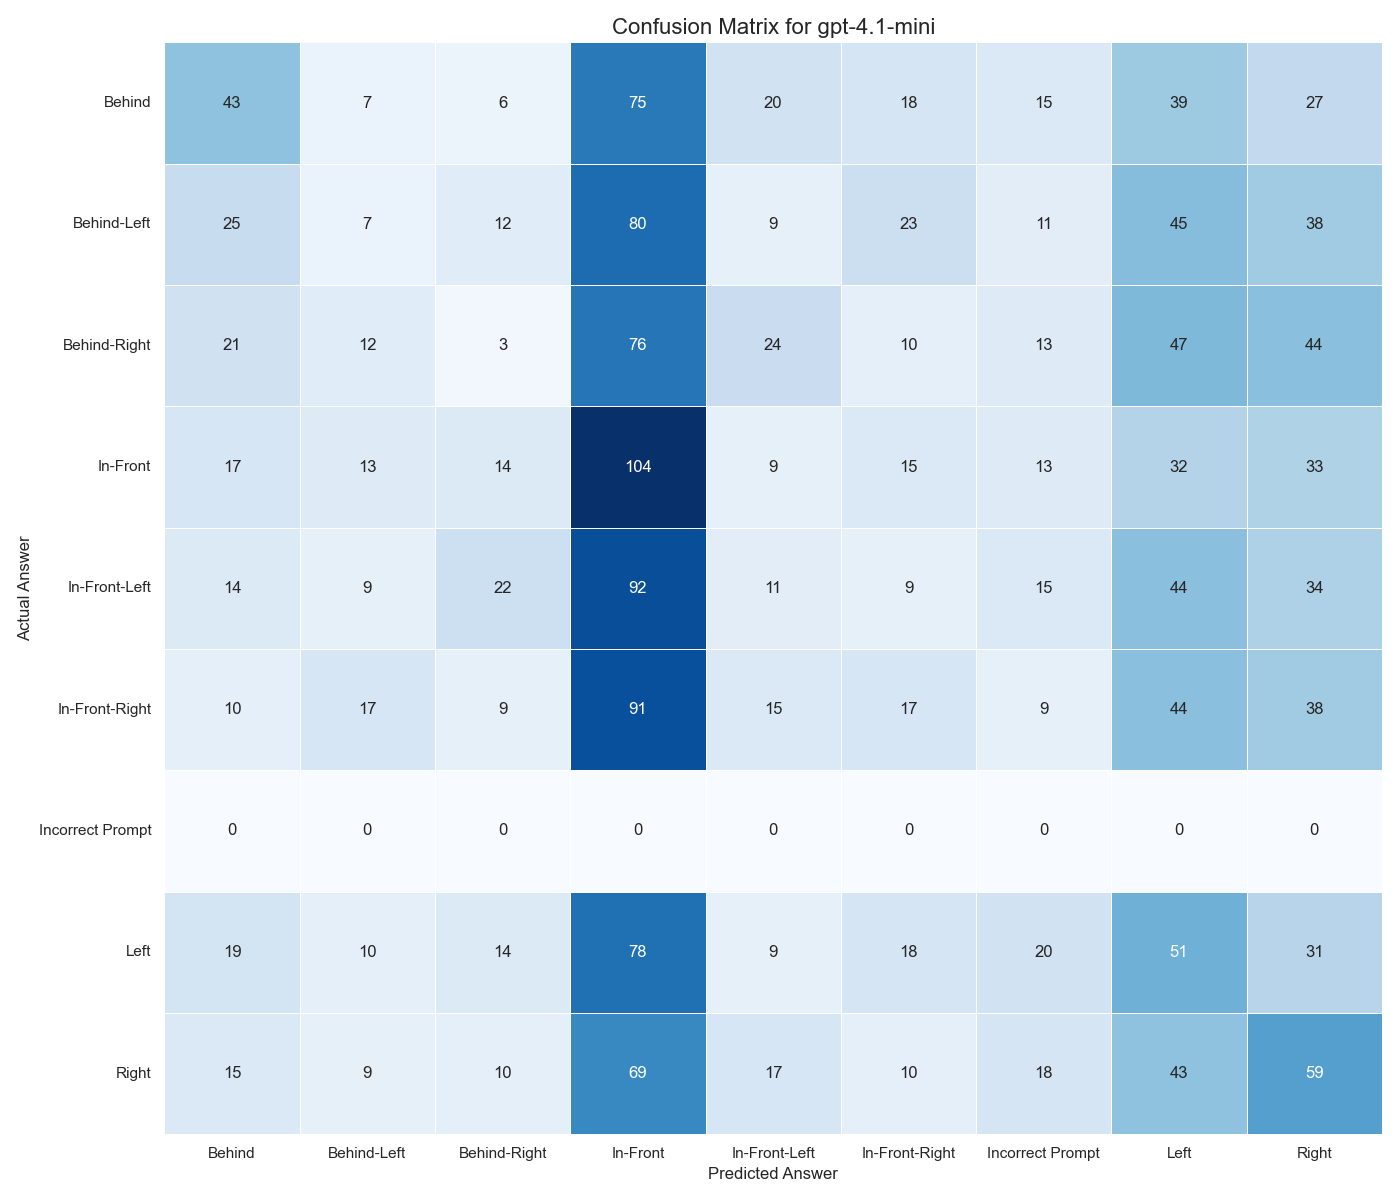 Confusion Matrix for gpt-4.1-mini
Behind 43 7 6 75 20 18 15 39 27
Behind-Left 25 7 12 80 9 23 11 45 38
Behind-Right 21 12 3 76 24 10 13 47 44
In-Front 17 13 14 104 9 15 13 32 33
Actual Answer
In-Front-Left 14 9 22 92 11 9 15 44 34
In-Front-Right 10 17 9 91 15 17 9 44 38
Incorrect Prompt 0 0 0 0 0 0 0 0 0
Left 19 10 14 78 9 18 20 51 31
Right 15 9 10 69 17 10 18 43 59
Behind Behind-Left Behind-Right In-Front In-Front-Left In-Front-Right Incorrect Prompt Left Right
Predicted Answer